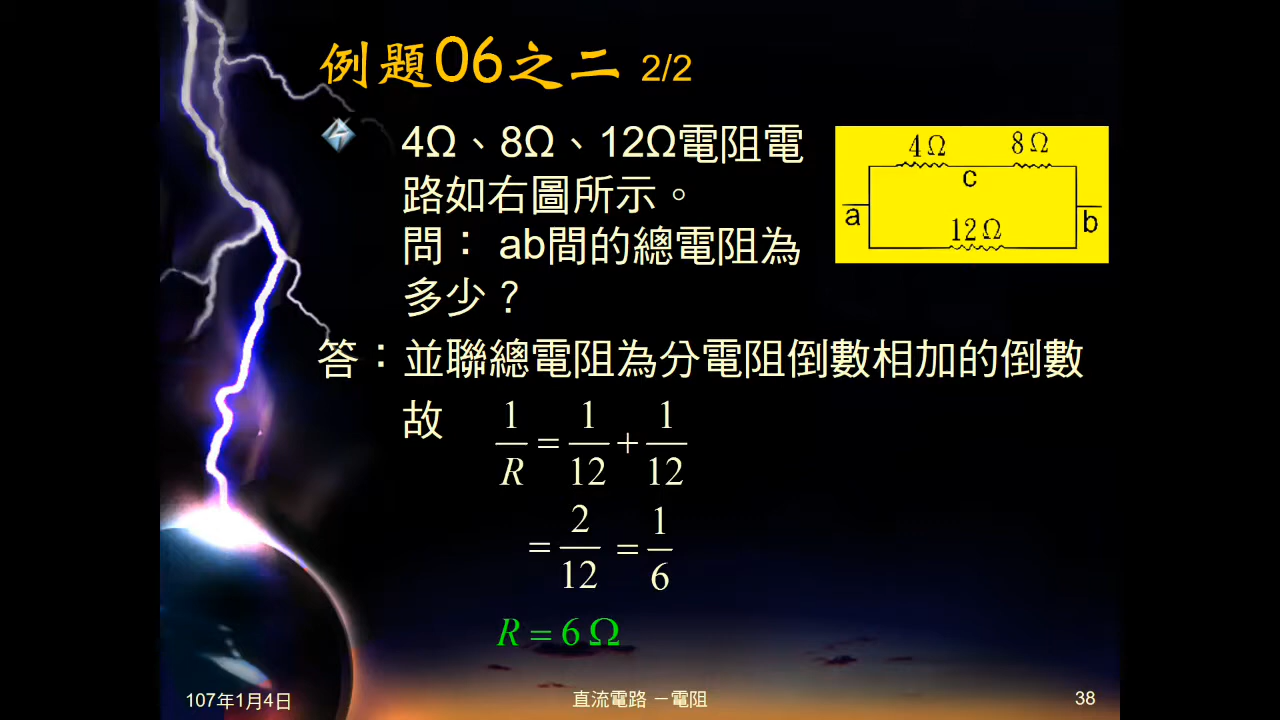 例題06之二 2/2
4Ω、8Ω、12Ω電阻電
路如右圖所示。
問： ab間的總電阻為
多少？
4Ω 8Ω
c
a b
12Ω
答：並聯總電阻為分電阻倒數相加的倒數
故 1/R = 1/12 + 1/12
= 2/12 = 1/6
R = 6 Ω
107年1月4日 直流電路 －電阻 38